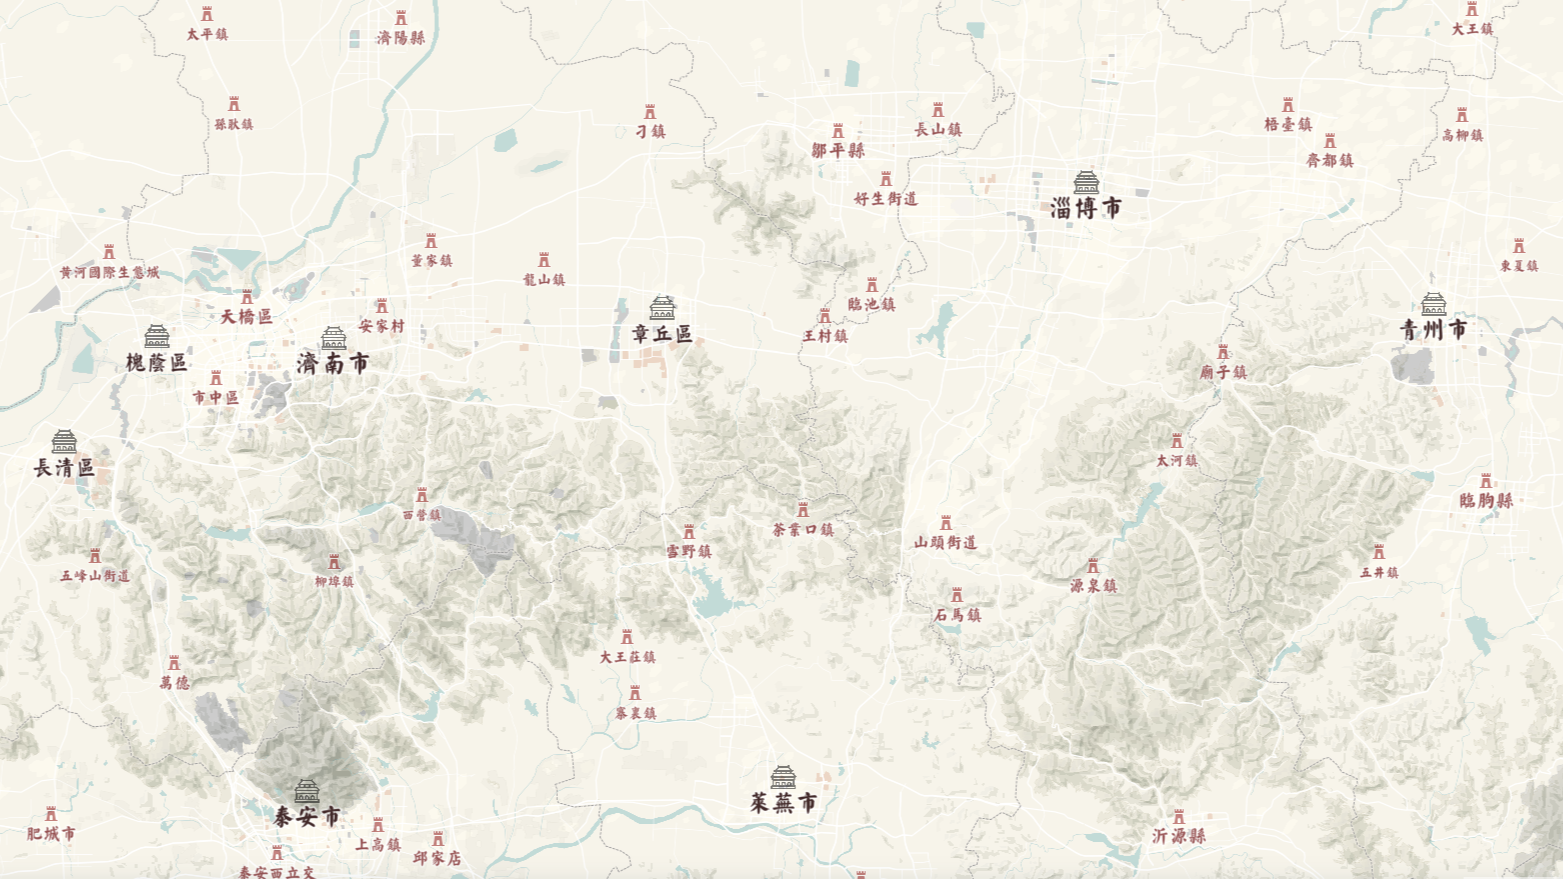 太平鎮
濟陽縣
大王鎮
孫耿鎮
刁鎮
鄒平縣
長山鎮
梧臺鎮
齊都鎮
高柳鎮
好生街道
淄博市
黃河國際生態城
董家鎮
龍山鎮
東夏鎮
天橋區
安家村
臨池鎮
王村鎮
章丘區
青州市
槐蔭區
濟南市
廟子鎮
市中區
長清區
太河鎮
西營鎮
臨朐縣
雪野鎮
茶業口鎮
山頭街道
五峰山街道
柳埠鎮
源泉鎮
五井鎮
石馬鎮
大王莊鎮
萬德
寨裏鎮
泰安市
萊蕪市
肥城市
上高鎮
邱家店
沂源縣
泰安西立交